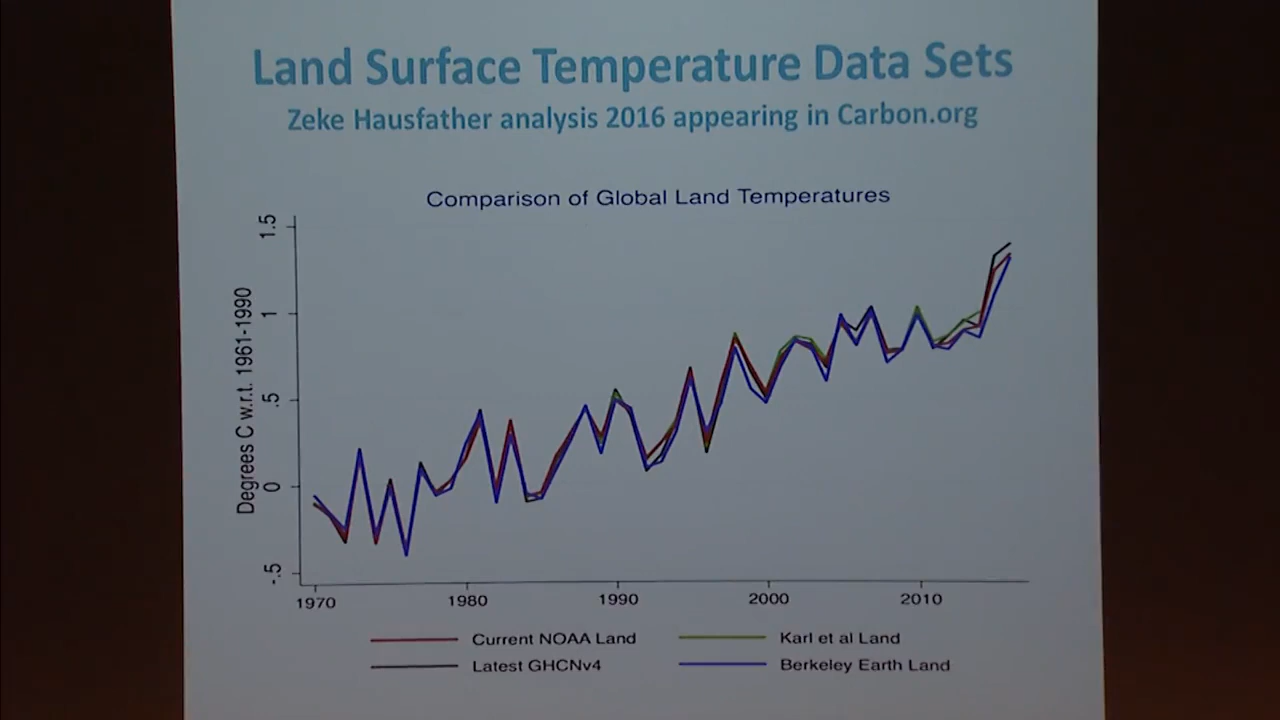 Land Surface Temperature Data Sets
Zeke Hausfather analysis 2016 appearing in Carbon.org
Comparison of Global Land Temperatures
Degrees C w.r.t. 1961-1990
1.5
1
.5
0
-.5
1970 1980 1990 2000 2010
Current NOAA Land Karl et al Land
Latest GHCNv4 Berkeley Earth Land